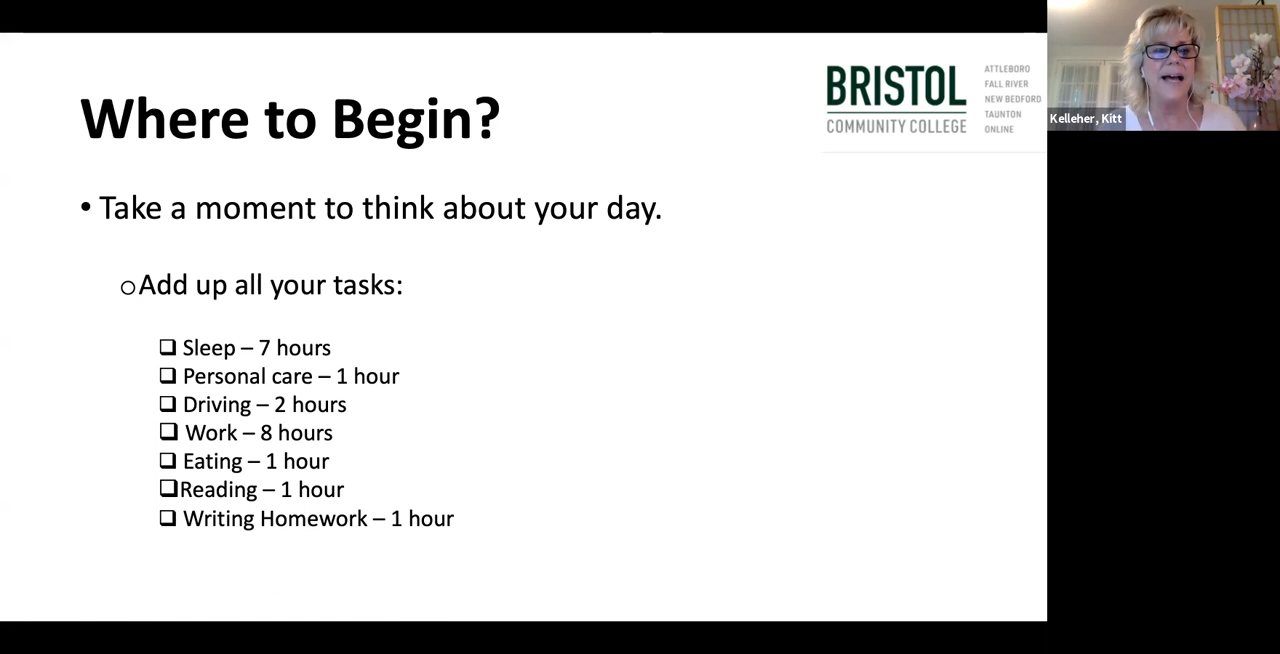 Where to Begin?
• Take a moment to think about your day.
o Add up all your tasks:
❑ Sleep – 7 hours
❑ Personal care – 1 hour
❑ Driving – 2 hours
❑ Work – 8 hours
❑ Eating – 1 hour
❑Reading – 1 hour
❑ Writing Homework – 1 hour
BRISTOL
COMMUNITY COLLEGE
ATTLEBORO
FALL RIVER
NEW BEDFORD
TAUNTON
ONLINE
Kelleher, Kitt